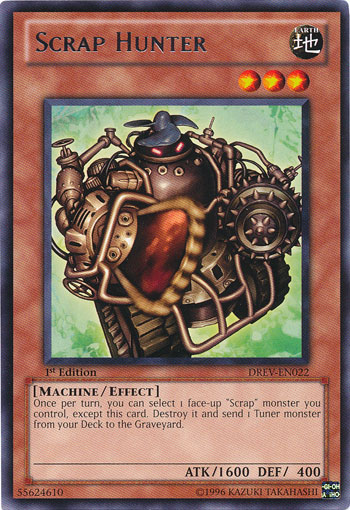 SCRAP HUNTER
EARTH
地
1st Edition
DREV-EN022
[MACHINE/EFFECT]
Once per turn, you can select 1 face-up "Scrap" monster you
control, except this card. Destroy it and send 1 Tuner monster
from your Deck to the Graveyard.
ATK/1600 DEF/ 400
55624610
©1996 KAZUKI TAKAHASHI